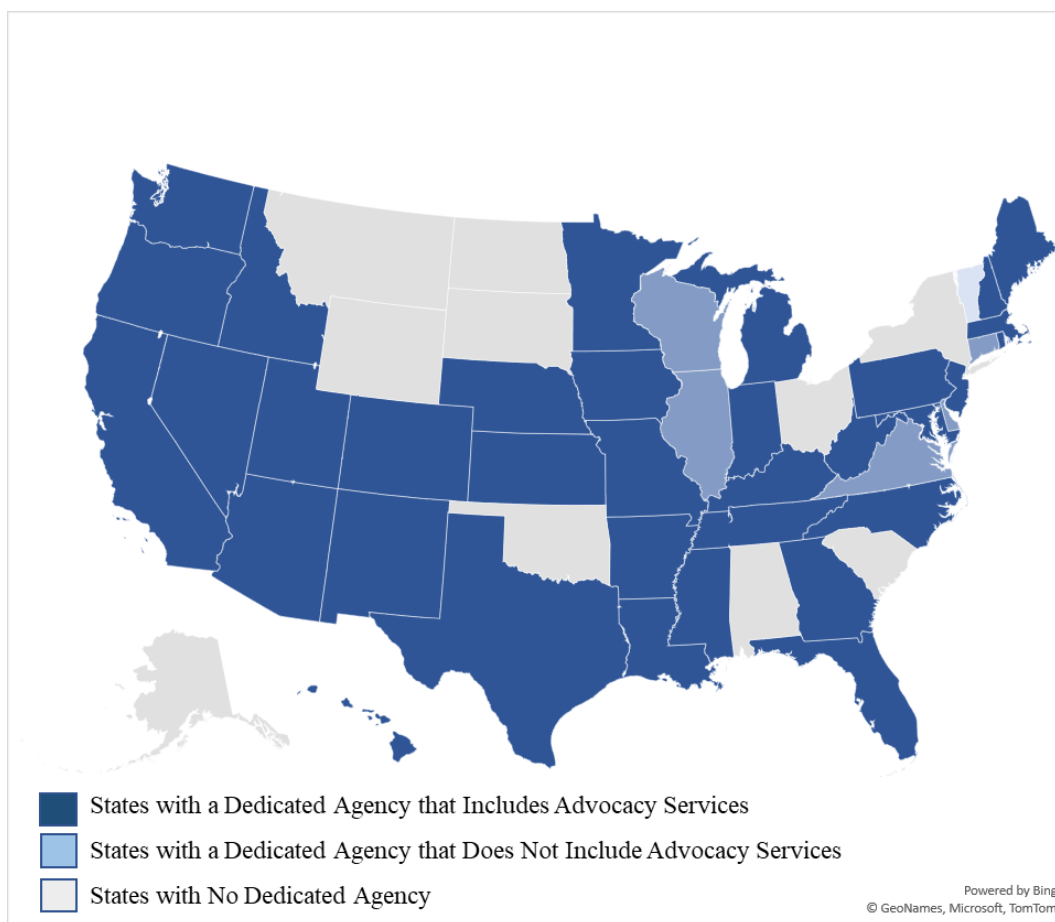 States with a Dedicated Agency that Includes Advocacy Services
States with a Dedicated Agency that Does Not Include Advocacy Services
States with No Dedicated Agency
Powered by Bing
© GeoNames, Microsoft, TomTom